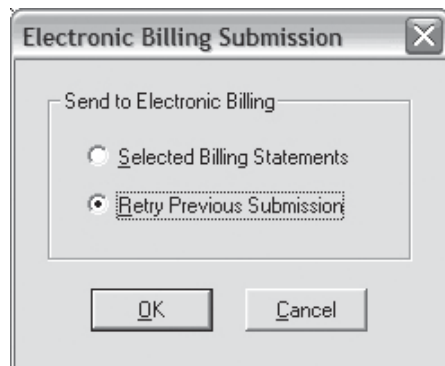 Electronic Billing Submission
Send to Electronic Billing
Selected Billing Statements
Retry Previous Submission
OK
Cancel